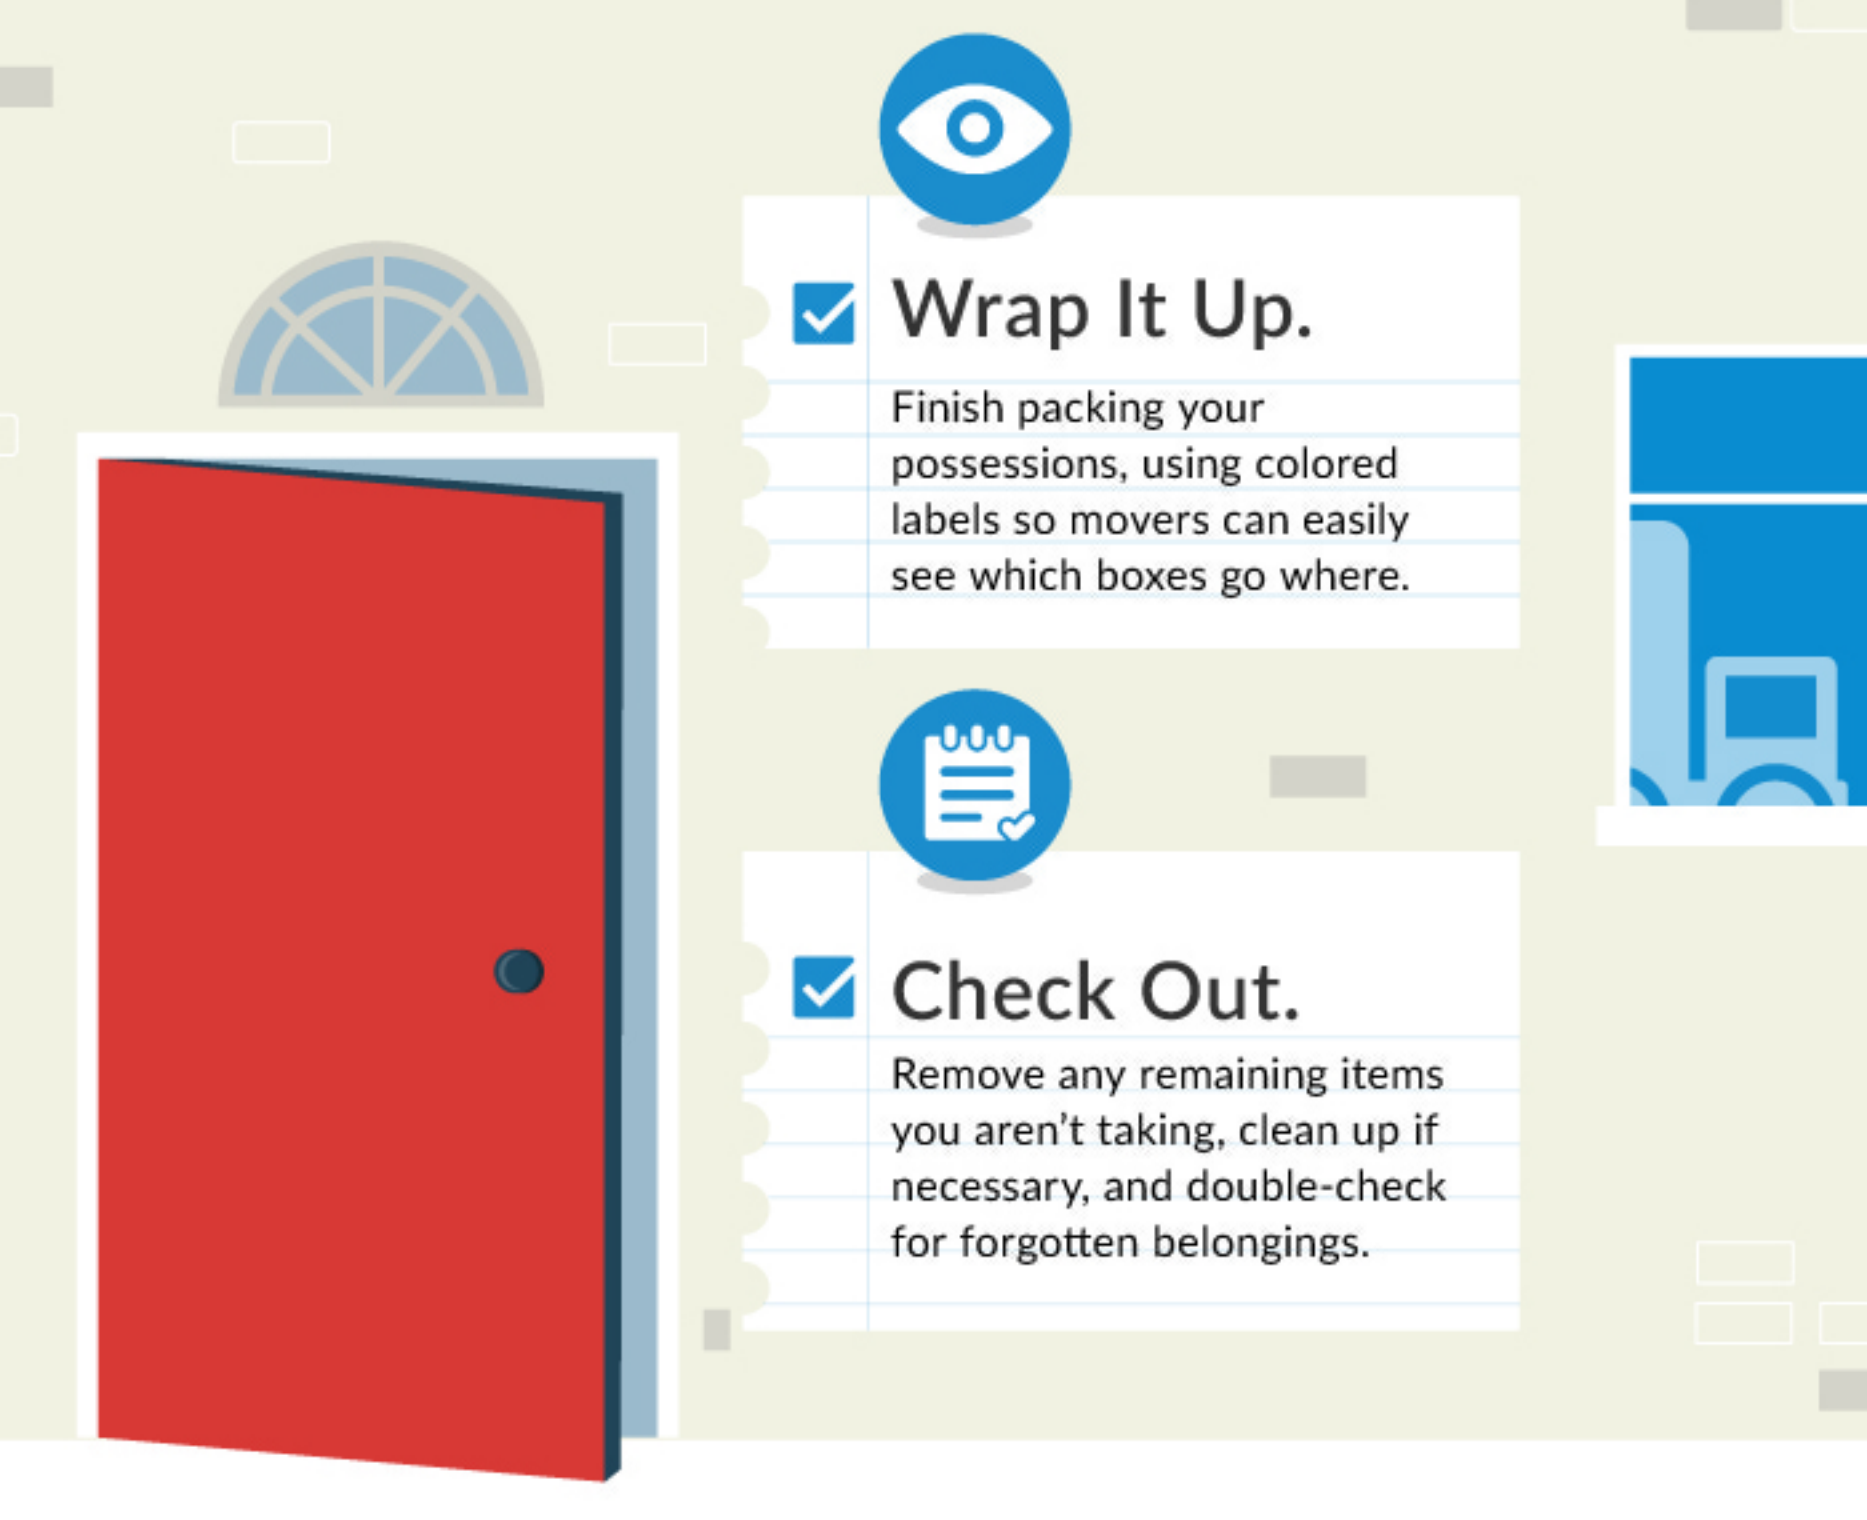 Wrap It Up.
Finish packing your
possessions, using colored
labels so movers can easily
see which boxes go where.
Check Out.
Remove any remaining items
you aren’t taking, clean up if
necessary, and double-check
for forgotten belongings.